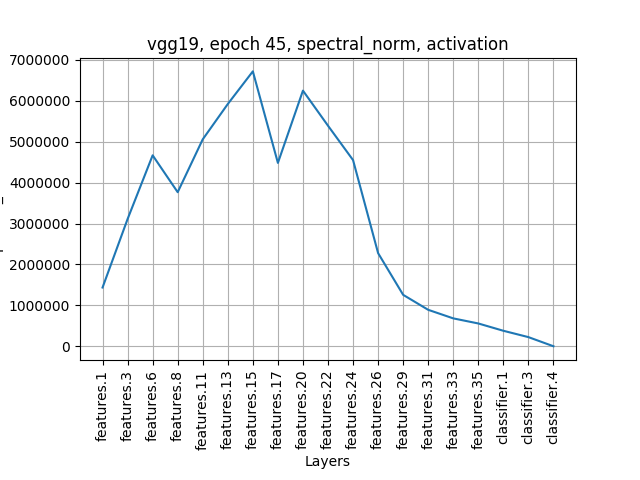 vgg19, epoch 45, spectral_norm, activation
7000000
6000000
5000000
4000000
3000000
2000000
1000000
0
features.1
features.3
features.6
features.8
features.11
features.13
features.15
features.17
features.20
features.22
features.24
features.26
features.29
features.31
features.33
features.35
classifier.1
classifier.3
classifier.4
Layers